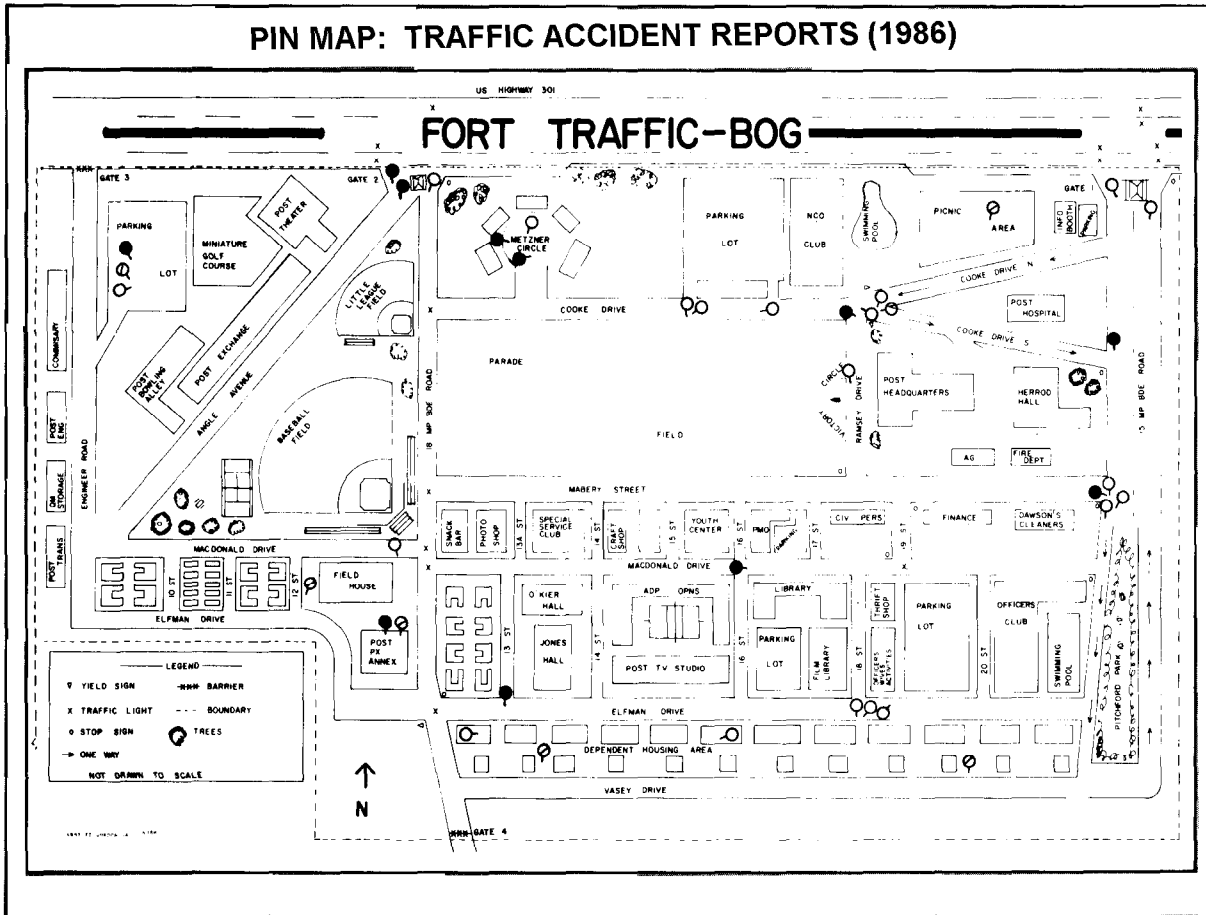 PIN MAP: TRAFFIC ACCIDENT REPORTS (1986)
US HIGHWAY 301
FORT TRAFFIC-BOG
GATE 3
GATE 2
GATE
POST
THEATER
PARKING
LOT
MINIATURE
GOLF
COURSE
METZNER
CIRCLE
PARKING
LOT
NCO
CLUB
SWIMMING
POOL
PICNIC
AREA
INFO
BOOTH
PARKING
COOKE DRIVE N
POST
HOSPITAL
COOKE DRIVE S
LITTLE
LEAGUE
FIELD
COOKE DRIVE
COMMISARY
POST EXCHANGE
POST
BOWLING
ALLEY
ANGLE AVENUE
18 MP BDE ROAD
PARADE
FIELD
VICTORY CIRCLE
RAMSEY DRIVE
POST
HEADQUARTERS
HERROD
HALL
15 MP BDE ROAD
POST
ENG
ENGINEER ROAD
BASEBALL
FIELD
AG
FIRE
DEPT
QM
STORAGE
MABERY STREET
SNACK
BAR
PHOTO
SHOP
13A ST
SPECIAL
SERVICE
CLUB
14 ST
CRAFT
SHOP
15 ST
YOUTH
CENTER
16 ST
PMO
PARKING
17 ST
CIV PERS
19 ST
FINANCE
DAWSON'S
CLEANERS
POST
TRANS
MACDONALD DRIVE
MACDONALD DRIVE
10 ST
11 ST
12 ST
FIELD
HOUSE
ELFMAN DRIVE
POST
PX
ANNEX
13 ST
KIER
HALL
JONES
HALL
14 ST
ADP OPNS
POST TV STUDIO
16 ST
LIBRARY
PARKING
LOT
FILM
LIBRARY
18 ST
THRIFT
SHOP
OFFICERS
WIVES
ACTIVITIES
PARKING
LOT
20 ST
OFFICERS
CLUB
SWIMMING
POOL
PITCHFORD PARK
ELFMAN DRIVE
DEPENDENT HOUSING AREA
VASEY DRIVE
GATE 4
LEGEND
YIELD SIGN
BARRIER
X TRAFFIC LIGHT
--- BOUNDARY
STOP SIGN
TREES
→ ONE WAY
NOT DRAWN TO SCALE
N